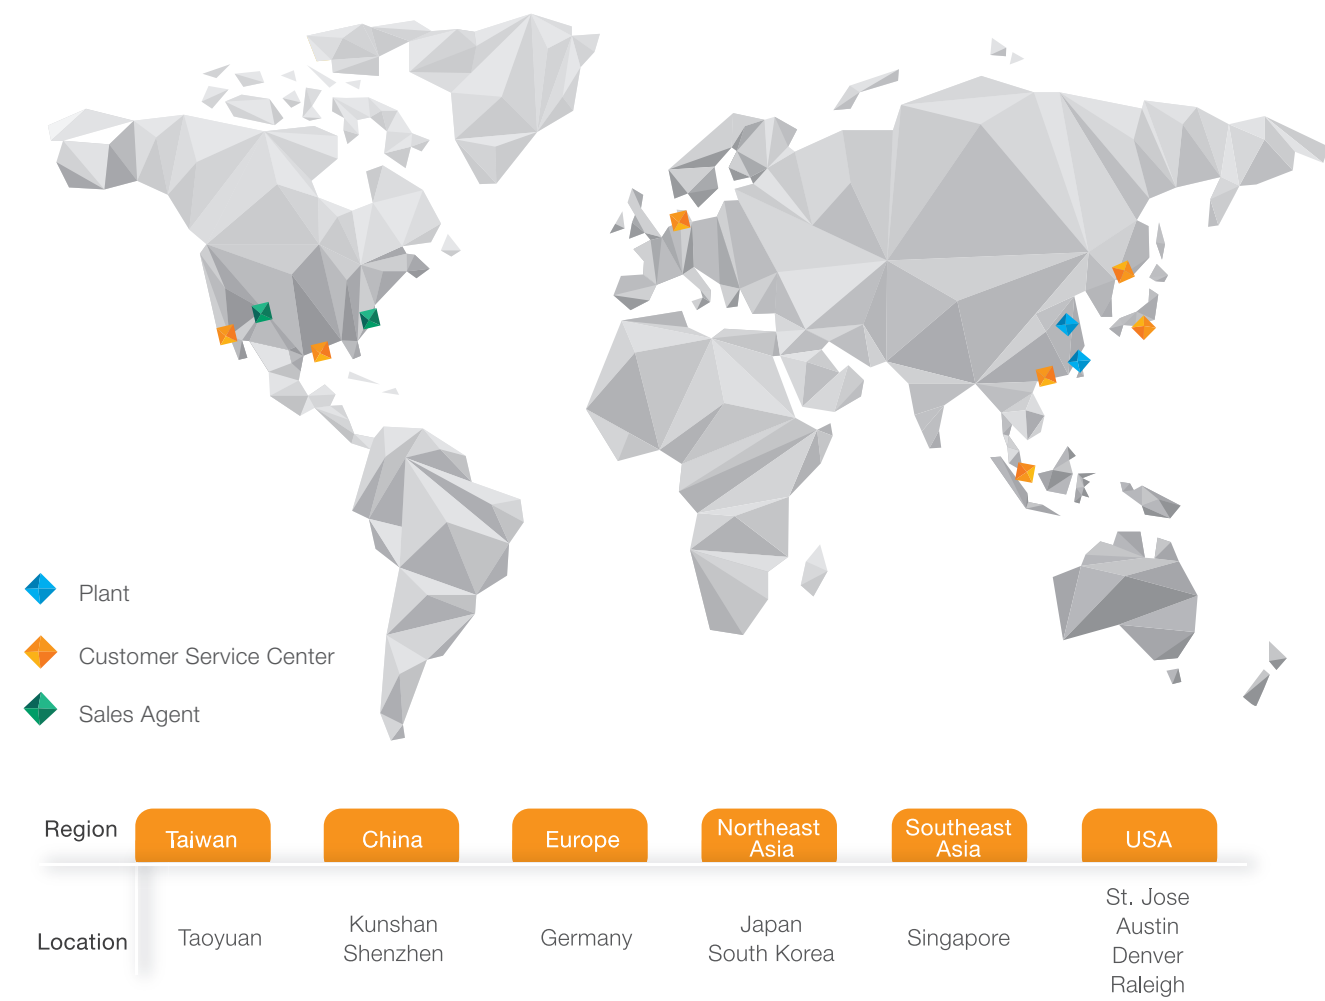 Plant
Customer Service Center
Sales Agent
Region
Taiwan
China
Europe
Northeast
Asia
Southeast
Asia
USA
Location
Taoyuan
Kunshan
Shenzhen
Germany
Japan
South Korea
Singapore
St. Jose
Austin
Denver
Raleigh